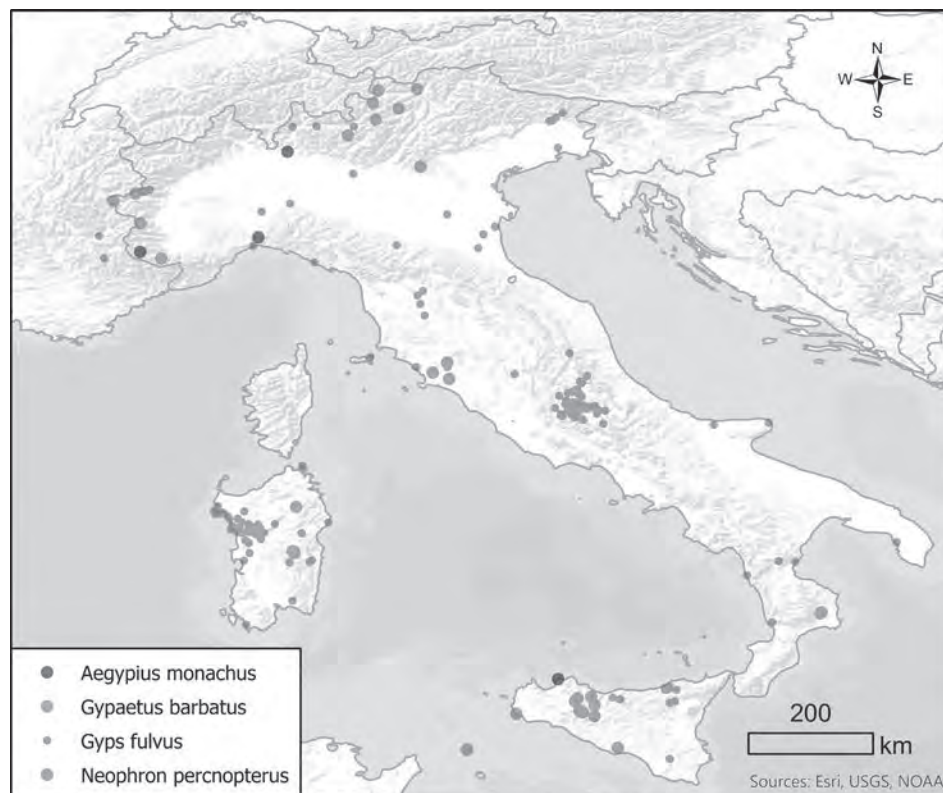 N
W E
S
Aegypius monachus
Gypaetus barbatus
Gyps fulvus
Neophron percnopterus
200
km
Sources: Esri, USGS, NOAA